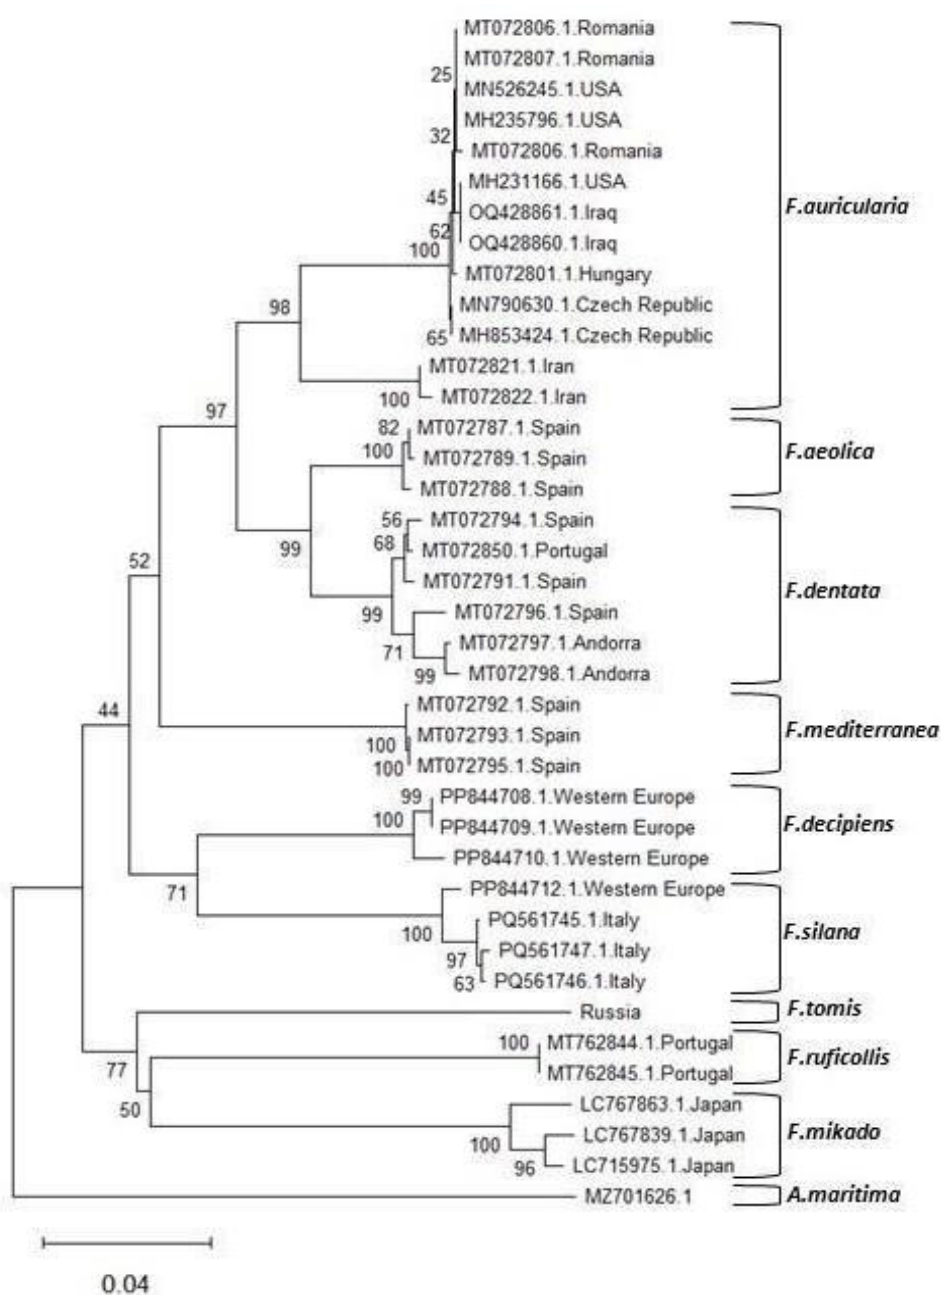 MT072806.1.Romania
MT072807.1.Romania
25
MN526245.1.USA
MH235796.1.USA
32
MT072806.1.Romania
MH231166.1.USA
45
F.auricularia
OQ428861.1.Iraq
62
OQ428860.1.Iraq
100
MT072801.1.Hungary
98
MN790630.1.Czech Republic
65
MH853424.1.Czech Republic
MT072821.1.Iran
100
MT072822.1.Iran
97
82
MT072787.1.Spain
100
MT072789.1.Spain
F.aeolica
MT072788.1.Spain
56
MT072794.1.Spain
99
68
MT072850.1.Portugal
52
MT072791.1.Spain
F.dentata
99
MT072796.1.Spain
71
MT072797.1.Andorra
99
MT072798.1.Andorra
44
MT072792.1.Spain
100
MT072793.1.Spain
F.mediterranea
100
MT072795.1.Spain
99
PP844708.1.Western Europe
100
PP844709.1.Western Europe
F.decipiens
PP844710.1.Western Europe
71
PP844712.1.Western Europe
100
PQ561745.1.Italy
F.silana
97
PQ561747.1.Italy
63
PQ561746.1.Italy
Russia
F.tomis
100
MT762844.1.Portugal
F.ruficollis
77
MT762845.1.Portugal
50
LC767863.1.Japan
100
LC767839.1.Japan
F.mikado
96
LC715975.1.Japan
MZ701626.1
A.maritima
0.04